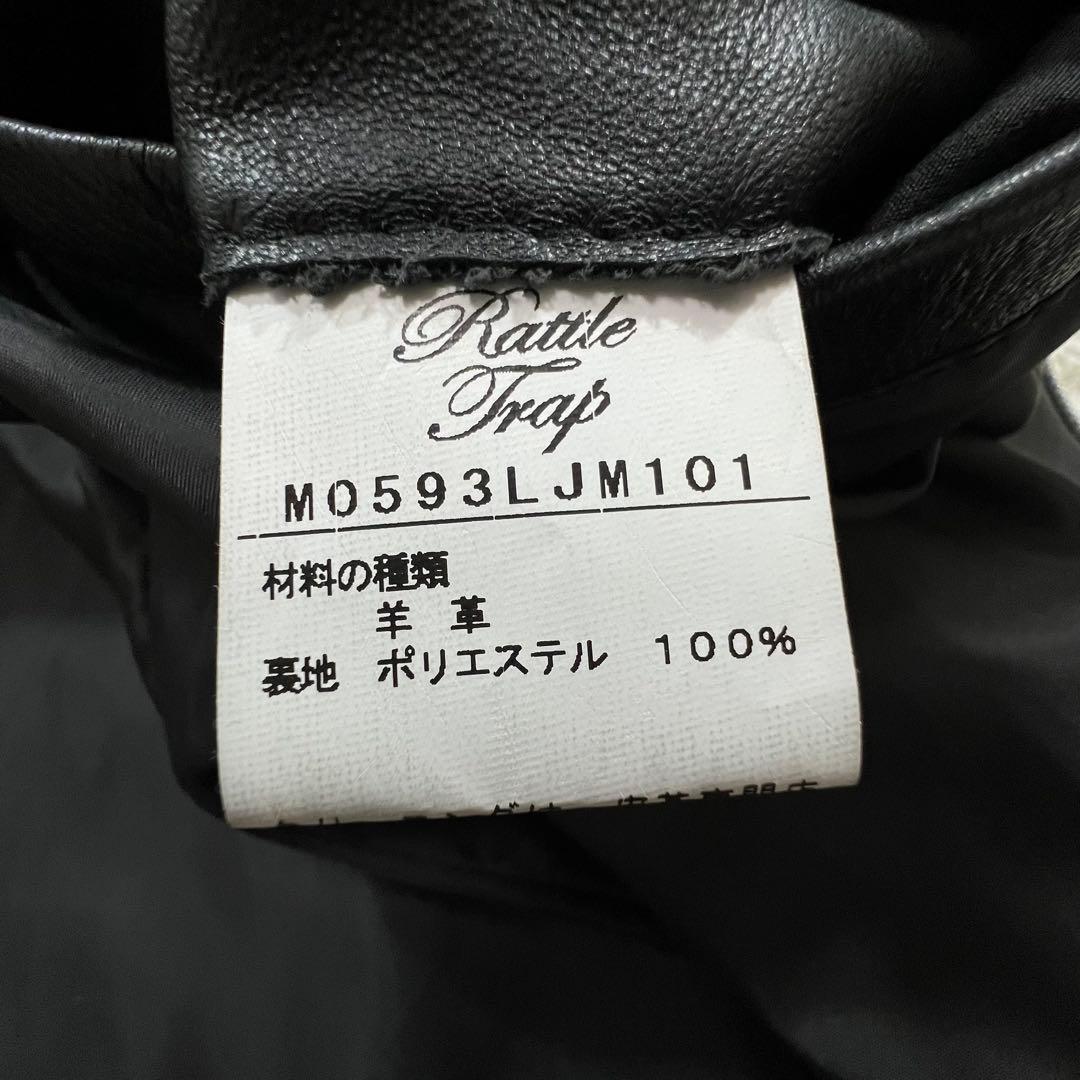 Rattle
Trap
M0593LJM101
材料の種類
羊 革
裏地 ポリエステル 100%